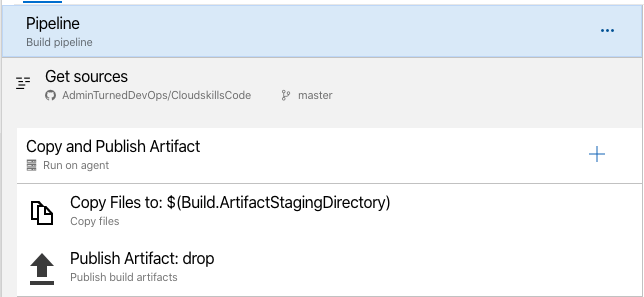 Pipeline
Build pipeline
Get sources
AdminTurnedDevOps/CloudskillsCode master
Copy and Publish Artifact
Run on agent
Copy Files to: $(Build.ArtifactStagingDirectory)
Copy files
Publish Artifact: drop
Publish build artifacts